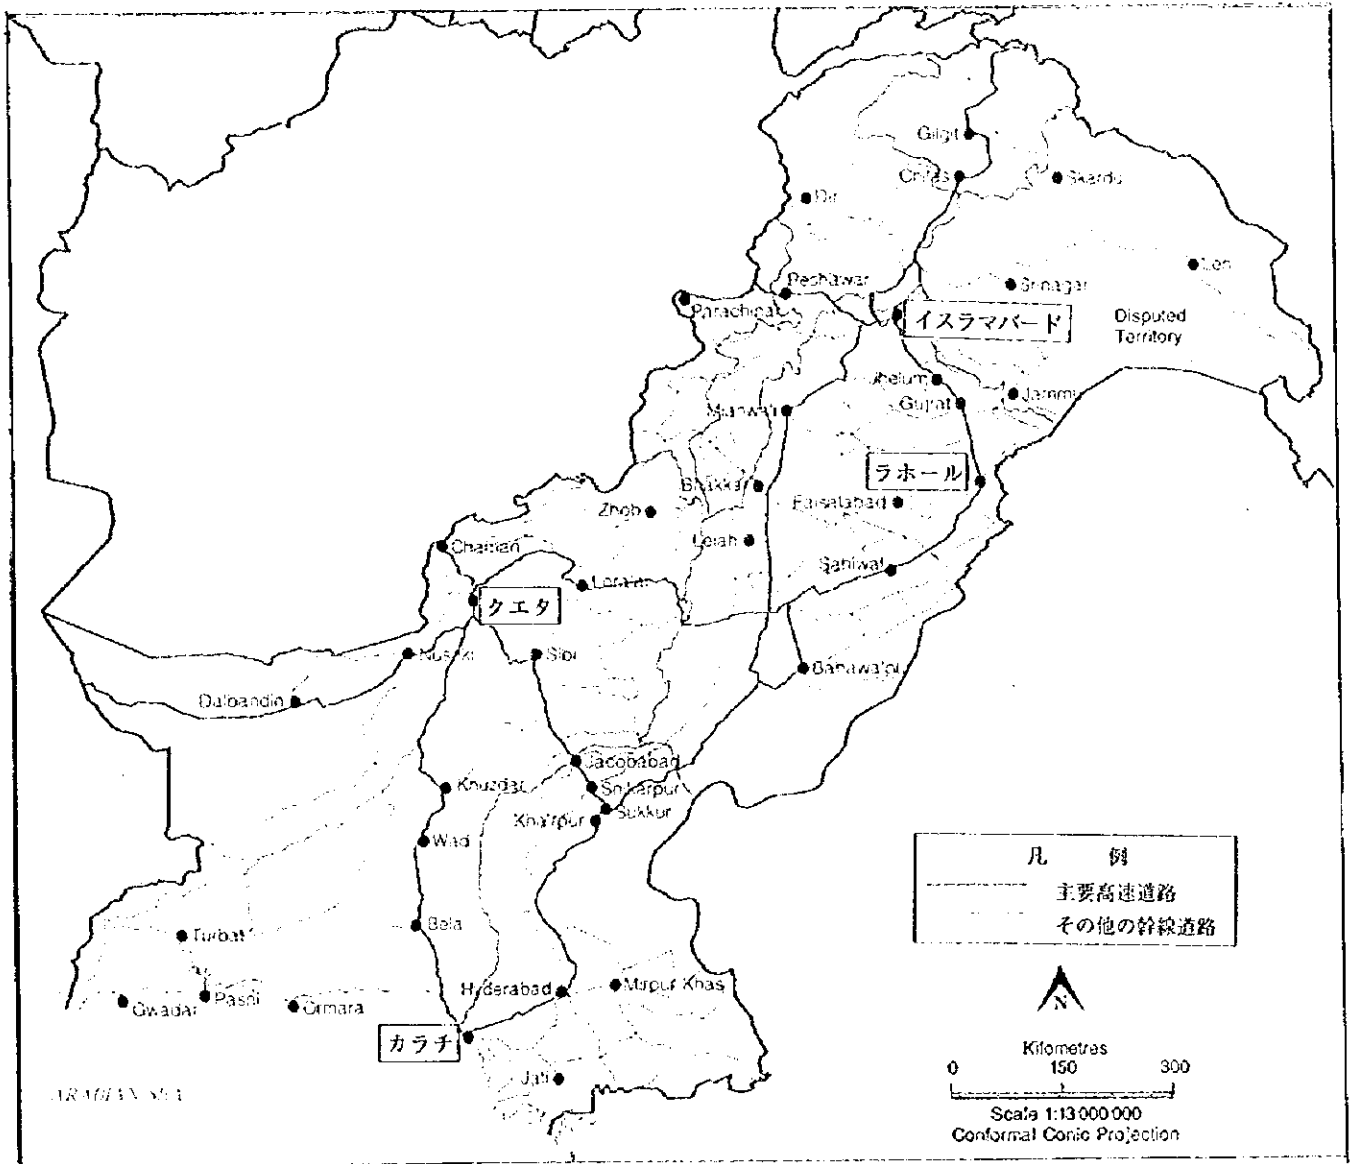 Gilgit
Chilas
Skardu
Dir
Leh
Peshawar
Srinagar
Parachinar
イスラマバード
Disputed
Territory
Jhelum
Jammu
Gujrat
Mianwali
ラホール
Bhakkar
Faisalabad
Zhob
Leiah
Chaman
Sahiwal
Loralai
クエタ
Nushki
Sibi
Bahawalpur
Dalbandin
Jacobabad
Khuzdar
Shikarpur
Sukkur
Khairpur
Wad
凡 例
主要高速道路
その他の幹線道路
Bela
Turbat
Hyderabad
Mirpur Khas
Gwadar
Pasni
Ormara
N
カラチ
Kilometres
0 150 300
Jati
ARABIAN SEA
Scale 1:13 000 000
Conformal Conic Projection